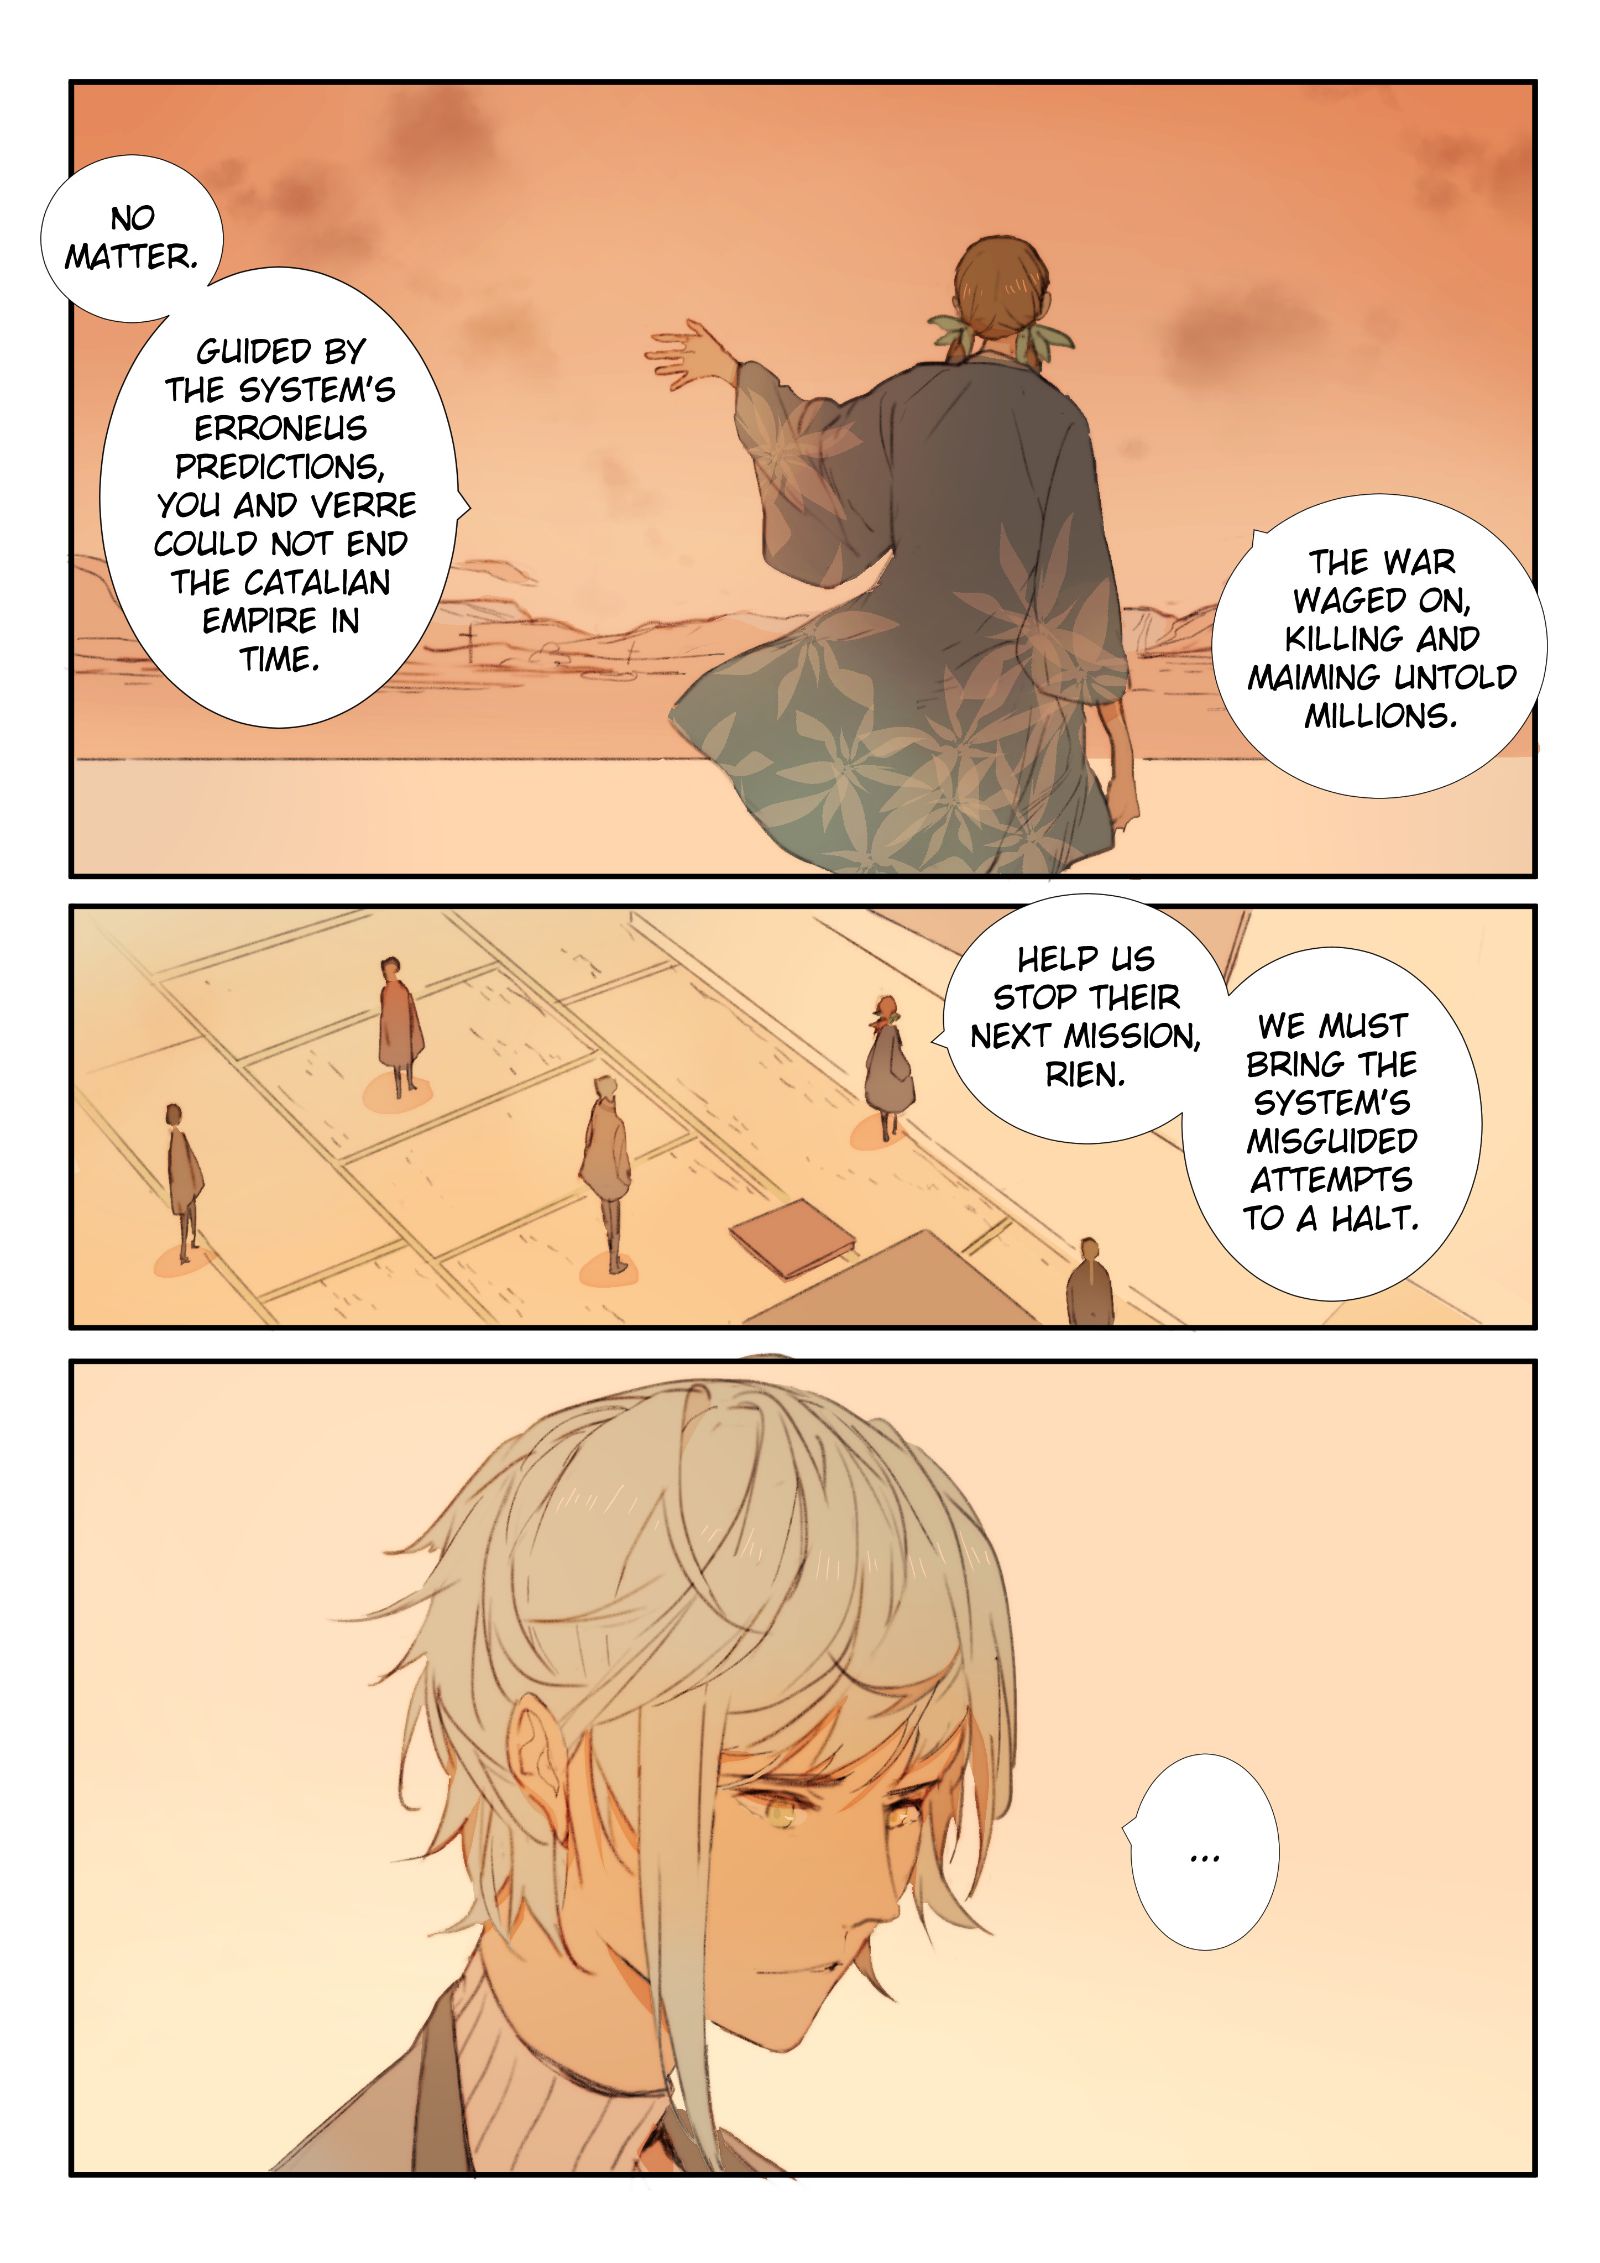 NO
MATTER.
GUIDED BY
THE SYSTEM'S
ERRONEUS
PREDICTIONS,
YOU AND VERRE
COULD NOT END
THE CATALIAN
EMPIRE IN
TIME.
THE WAR
WAGED ON,
KILLING AND
MAIMING UNTOLD
MILLIONS.
HELP US
STOP THEIR
NEXT MISSION,
RIEN.
WE MUST
BRING THE
SYSTEM'S
MISGUIDED
ATTEMPTS
TO A HALT.
...